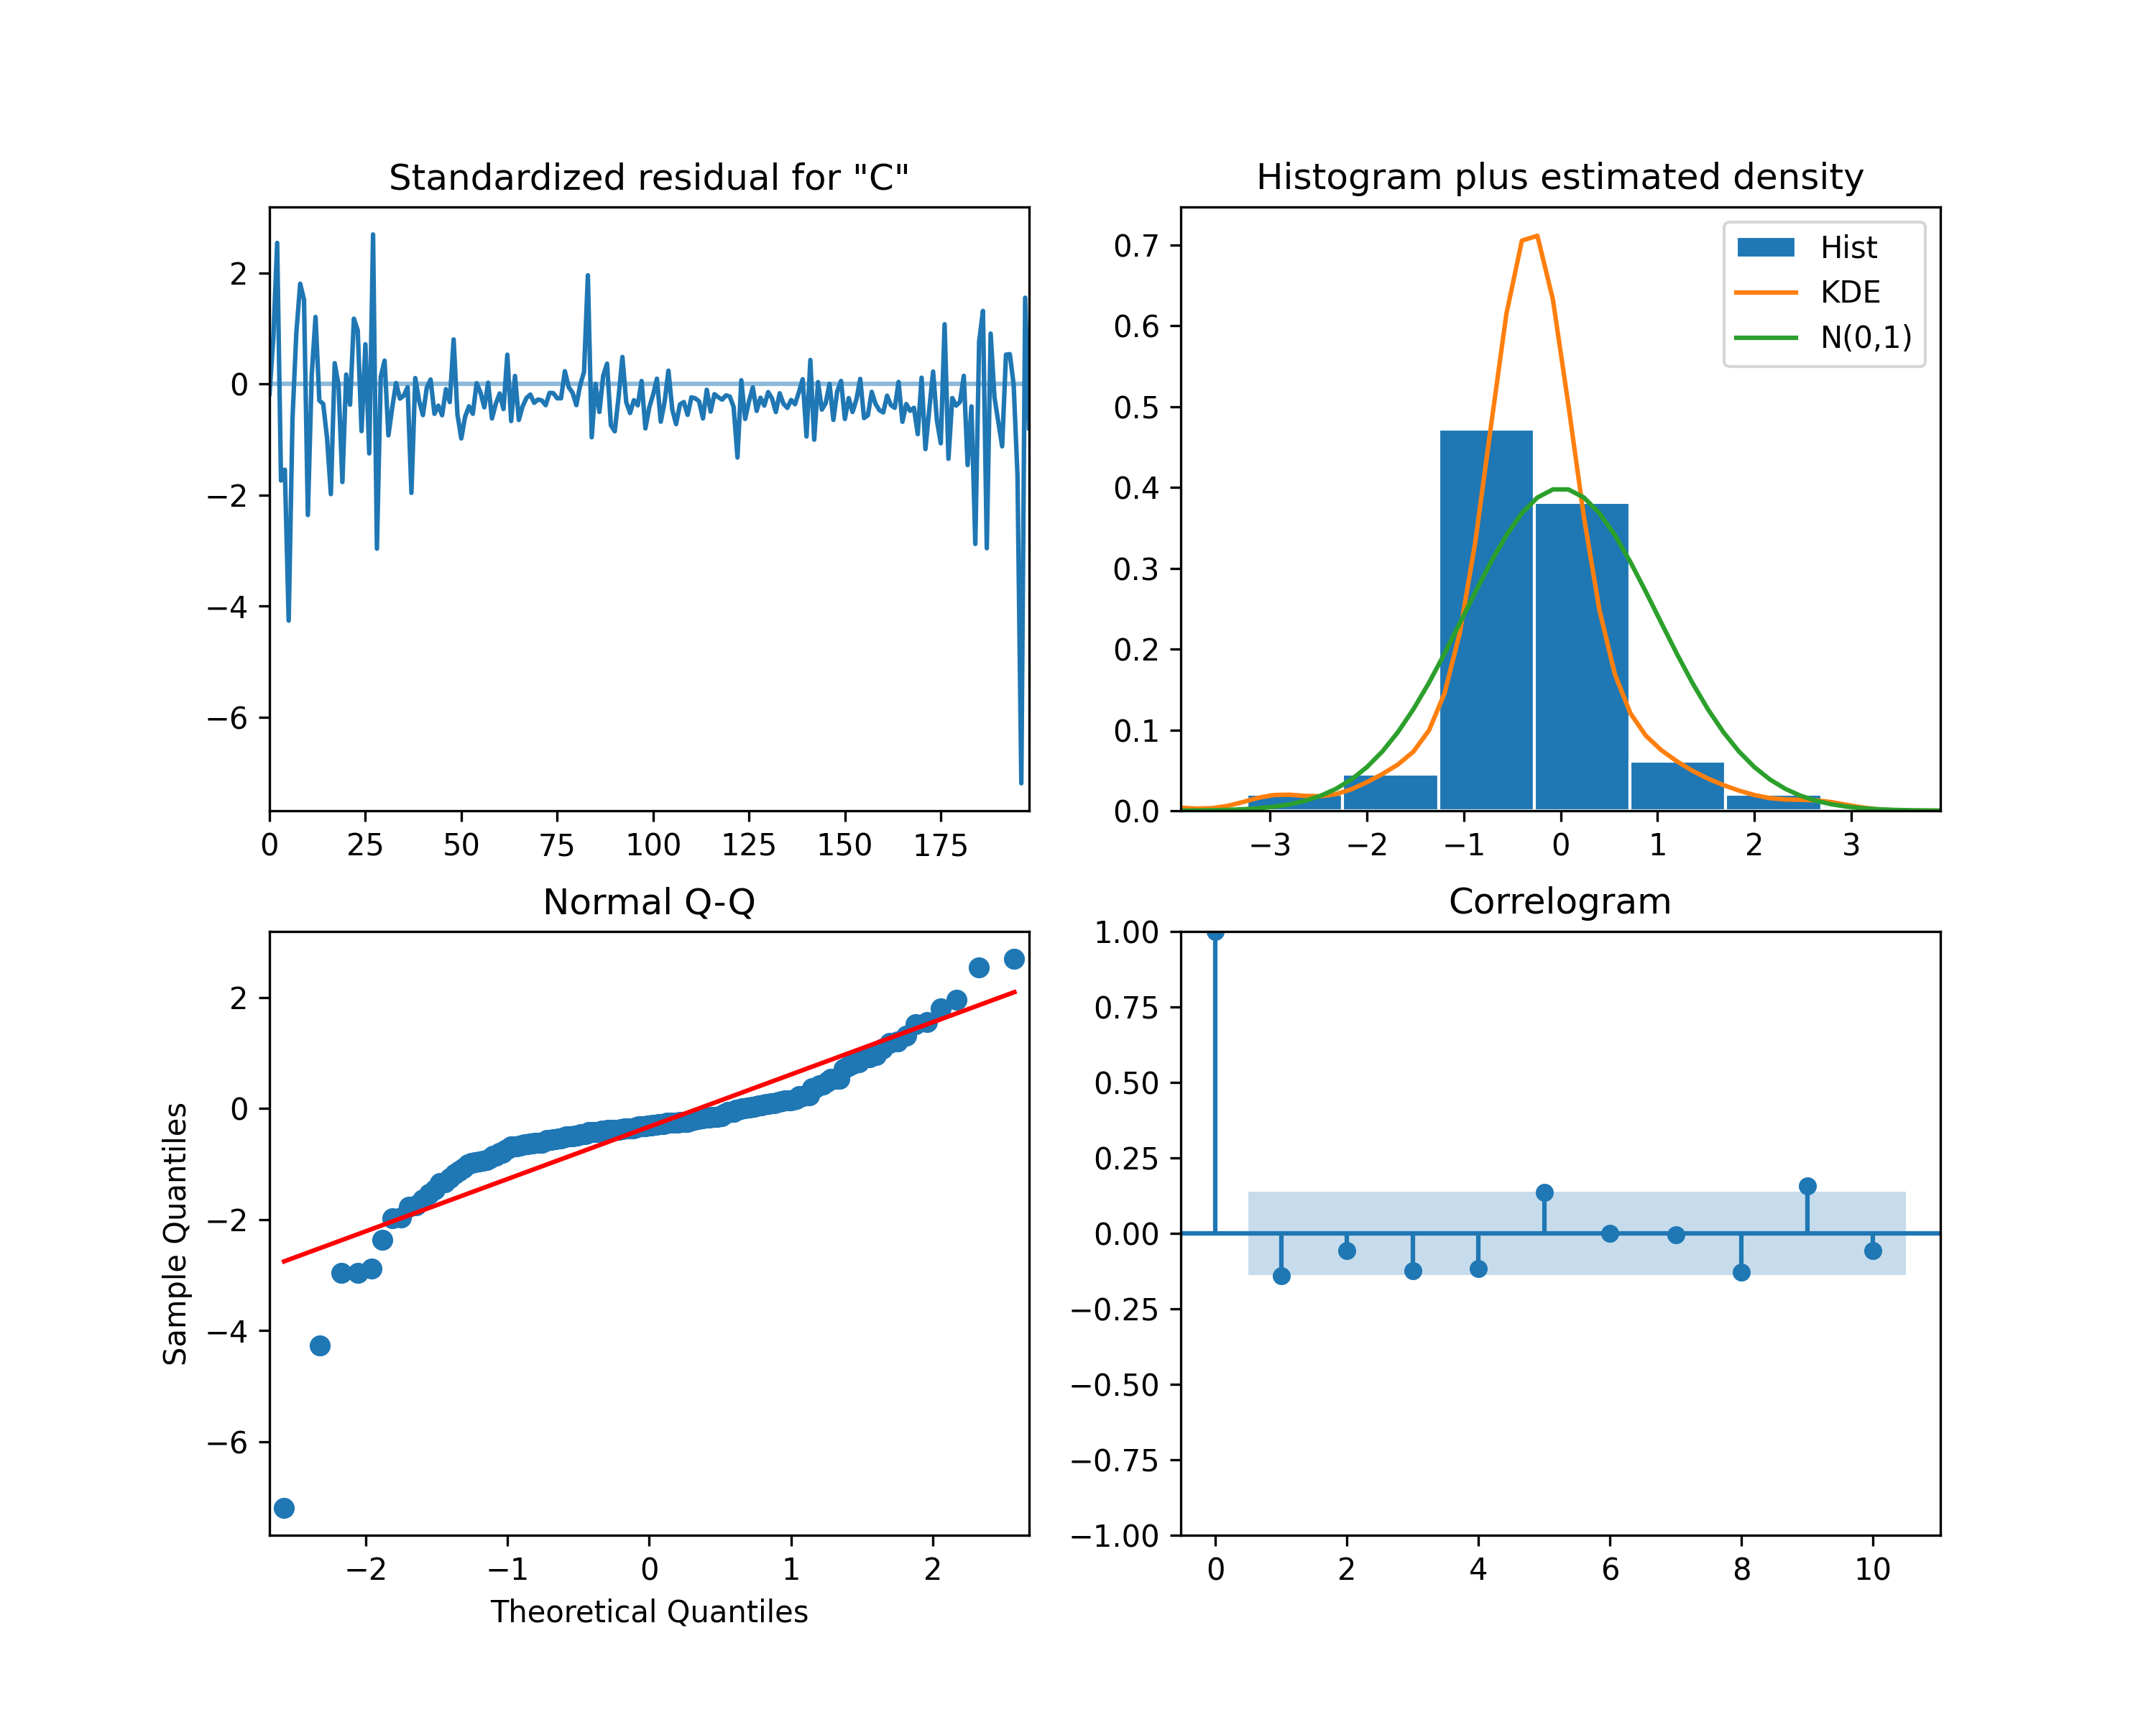 Standardized residual for "C"
2
0
−2
−4
−6
0 25 50 75 100 125 150 175
Histogram plus estimated density
0.7
0.6
0.5
0.4
0.3
0.2
0.1
0.0
−3 −2 −1 0 1 2 3
Hist
KDE
N(0,1)
Normal Q-Q
Sample Quantiles
2
0
−2
−4
−6
−2 −1 0 1 2
Theoretical Quantiles
Correlogram
1.00
0.75
0.50
0.25
0.00
−0.25
−0.50
−0.75
−1.00
0 2 4 6 8 10